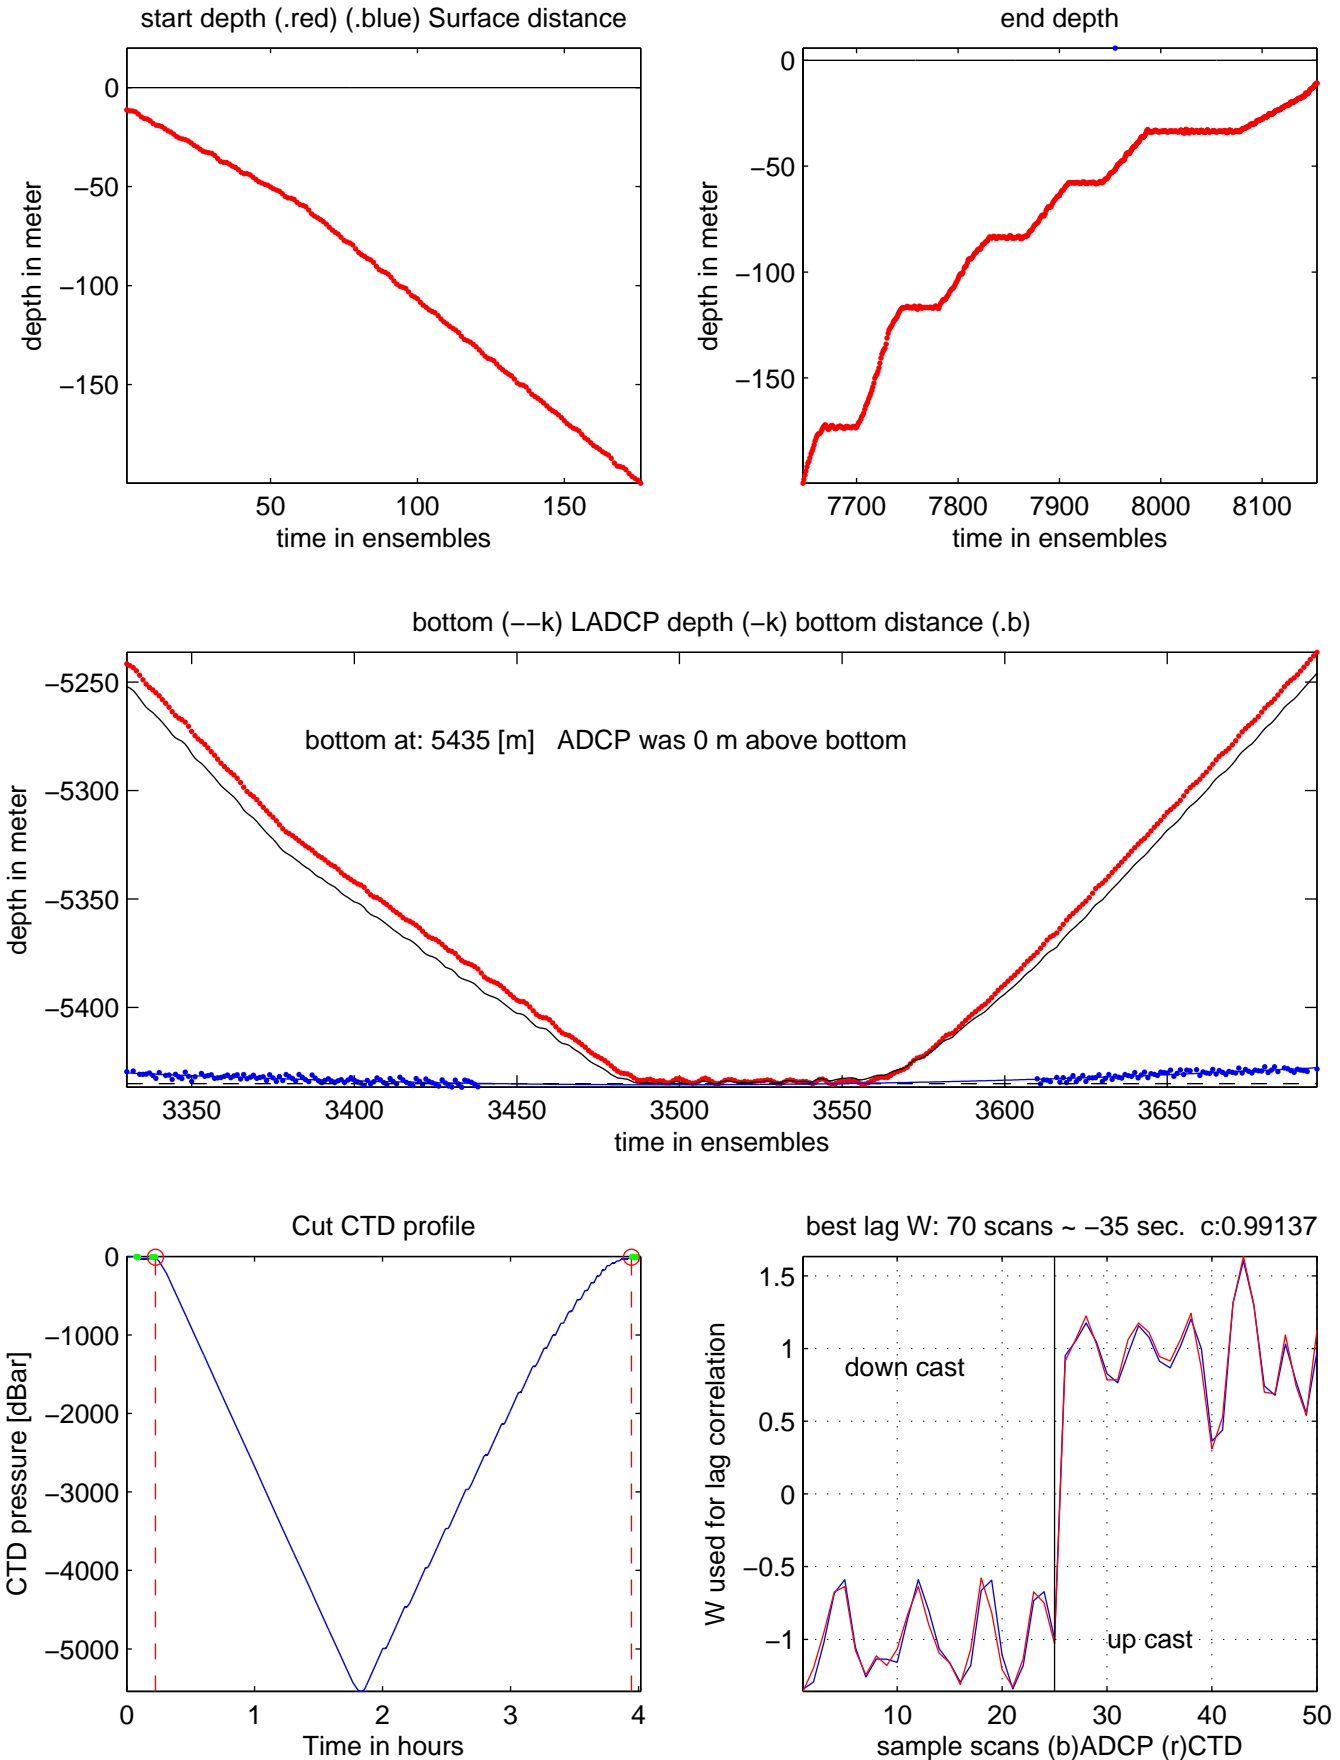 start depth (.red) (.blue) Surface distance
0
−50
−100
−150
depth in meter
50
100
150
time in ensembles
end depth
0
−50
−100
−150
depth in meter
7700
7800
7900
8000
8100
time in ensembles
bottom (−−k) LADCP depth (−k) bottom distance (.b)
−5250
−5300
−5350
−5400
depth in meter
bottom at: 5435 [m]   ADCP was 0 m above bottom
3350
3400
3450
3500
3550
3600
3650
time in ensembles
Cut CTD profile
0
−1000
−2000
−3000
−4000
−5000
CTD pressure [dBar]
0
1
2
3
4
Time in hours
best lag W: 70 scans ~ −35 sec.  c:0.99137
1.5
1
0.5
0
−0.5
−1
W used for lag correlation
down cast
up cast
10
20
30
40
50
sample scans (b)ADCP (r)CTD